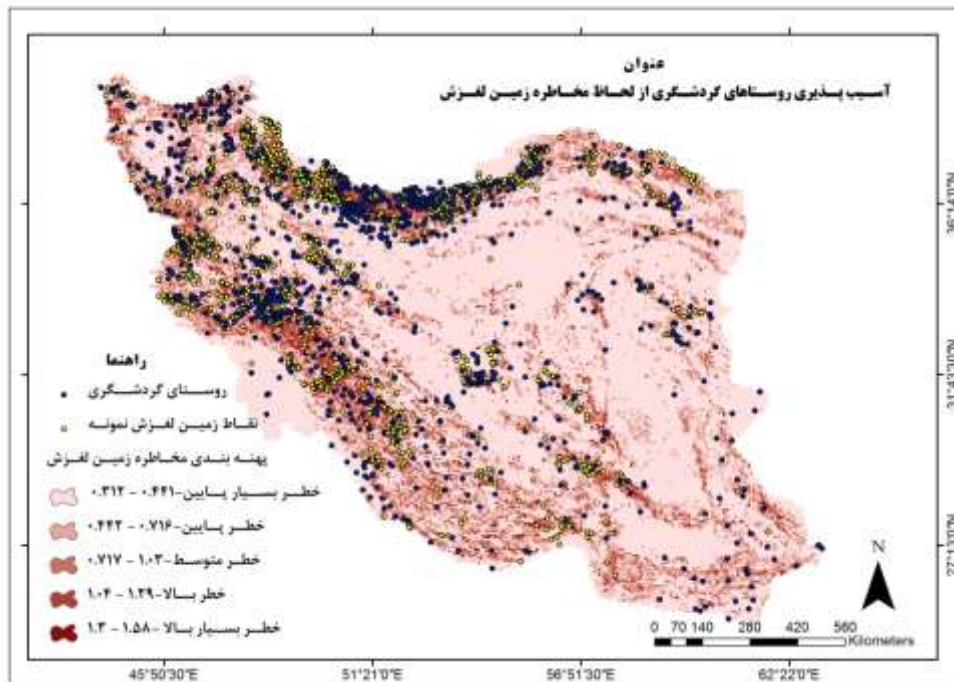 عنوان
آسیب پذیری روستاهای گردشگری از لحاظ مخاطره زمین لغزش
راهنما
روستای گردشگری
نقاط زمین لغزش نمونه
پهنه بندی مخاطره زمین لغزش
خطر بسیار پایین-۰.۳۱۲ - ۰.۴۴۱
خطر پایین-۰.۴۴۲ - ۰.۷۱۶
خطر متوسط-۰.۷۱۷ - ۱.۰۳
خطر بالا-۱.۰۴ - ۱.۲۹
خطر بسیار بالا-۱.۳ - ۱.۵۸
N
0 70 140 280 420 560
Kilometers
45°50'30"E 51°21'0"E 56°51'30"E 62°22'0"E